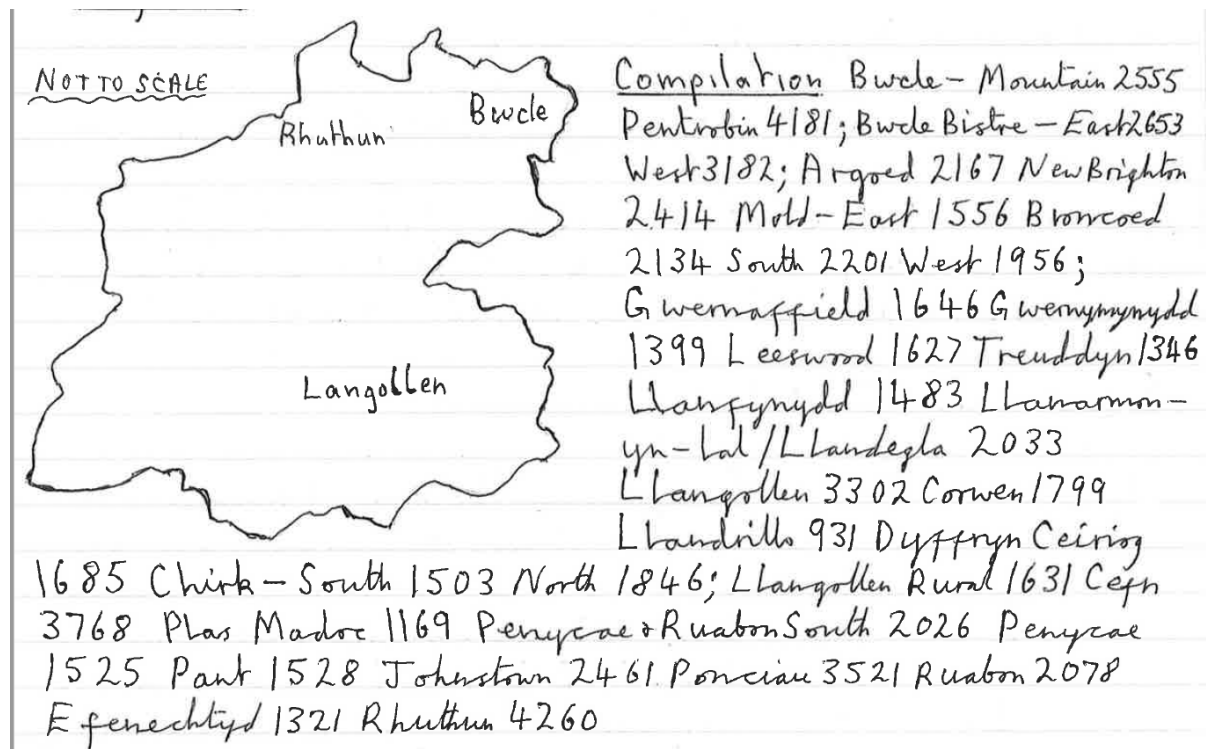 NOT TO SCALE
Rhuthun
Bwcle
Langollen
Compilation Bwcle - Mountain 2555
Pentrobin 4181; Bwcle Bistre - East 2653
West 3182; Argoed 2167 New Brighton
2414 Mold - East 1556 Broncoed
2134 South 2201 West 1956;
Gwernaffield 1646 Gwernymynydd
1399 Leeswood 1627 Treuddyn 1346
Llanfynydd 1483 Llanarmon-
yn-Lal/Llandegla 2033
Llangollen 3302 Corwen 1799
Llandrillo 931 Dyffryn Ceiriog
1685 Chirk - South 1503 North 1846; Llangollen Rural 1631 Cefn
3768 Plas Madoc 1169 Penycae & Ruabon South 2026 Penycae
1525 Pant 1528 Johnstown 2461 Ponciau 3521 Ruabon 2078
Efenechtyd 1321 Rhuthun 4260